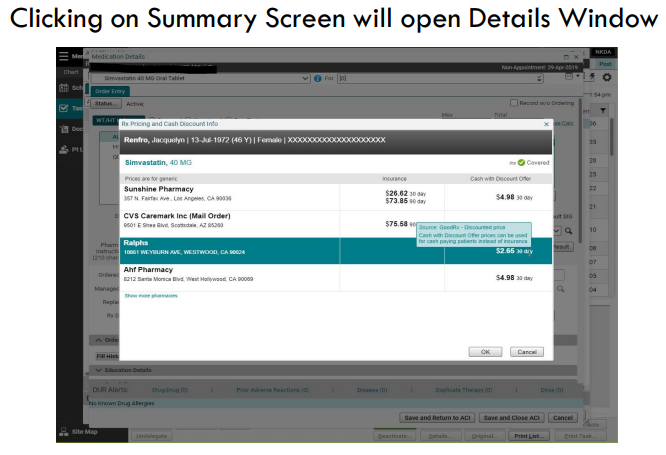 Clicking on Summary Screen will open Details Window
NKDA
Medication Details
Non-Appointment 29-Apr-2019
Chart
Post
Simvastatin 40 MG Oral Tablet
For
Order Entry
Status...
Active;
Record w/o Ordering
Rx Pricing and Cash Discount Info
Renfro, Jacquelyn | 13-Jul-1972 (46 Y) | Female | XXXXXXXXXXXXXXXXXXXX
Simvastatin, 40 MG
my Covered
Prices are for generic
Insurance
Cash with Discount Offer
Sunshine Pharmacy
357 N. Fairfax Ave., Los Angeles, CA 90036
$26.62 30 day
$73.85 90 day
$4.98 30 day
CVS Caremark Inc (Mail Order)
9501 E Shea Blvd, Scottsdale, AZ 85260
$75.58 90
Source: GoodRx - Discounted price
Cash with Discount Offer prices can be used
for cash paying patients instead of insurance
Ralphs
10861 WEYBURN AVE, WESTWOOD, CA 90024
$2.65 30 day
Ahf Pharmacy
8212 Santa Monica Blvd, West Hollywood, CA 90069
$4.98 30 day
Show more pharmacies
OK
Cancel
Education Details
DUR Alerts:
Drug-Drug (0)
Prior Adverse Reactions (0)
Disease (0)
Duplicate Therapy (0)
Dose (0)
No Known Drug Allergies
Save and Return to ACI
Save and Close ACI
Cancel
Site Map
Undelegate
Reactivate...
Details...
Original...
Print List...
Print Task...